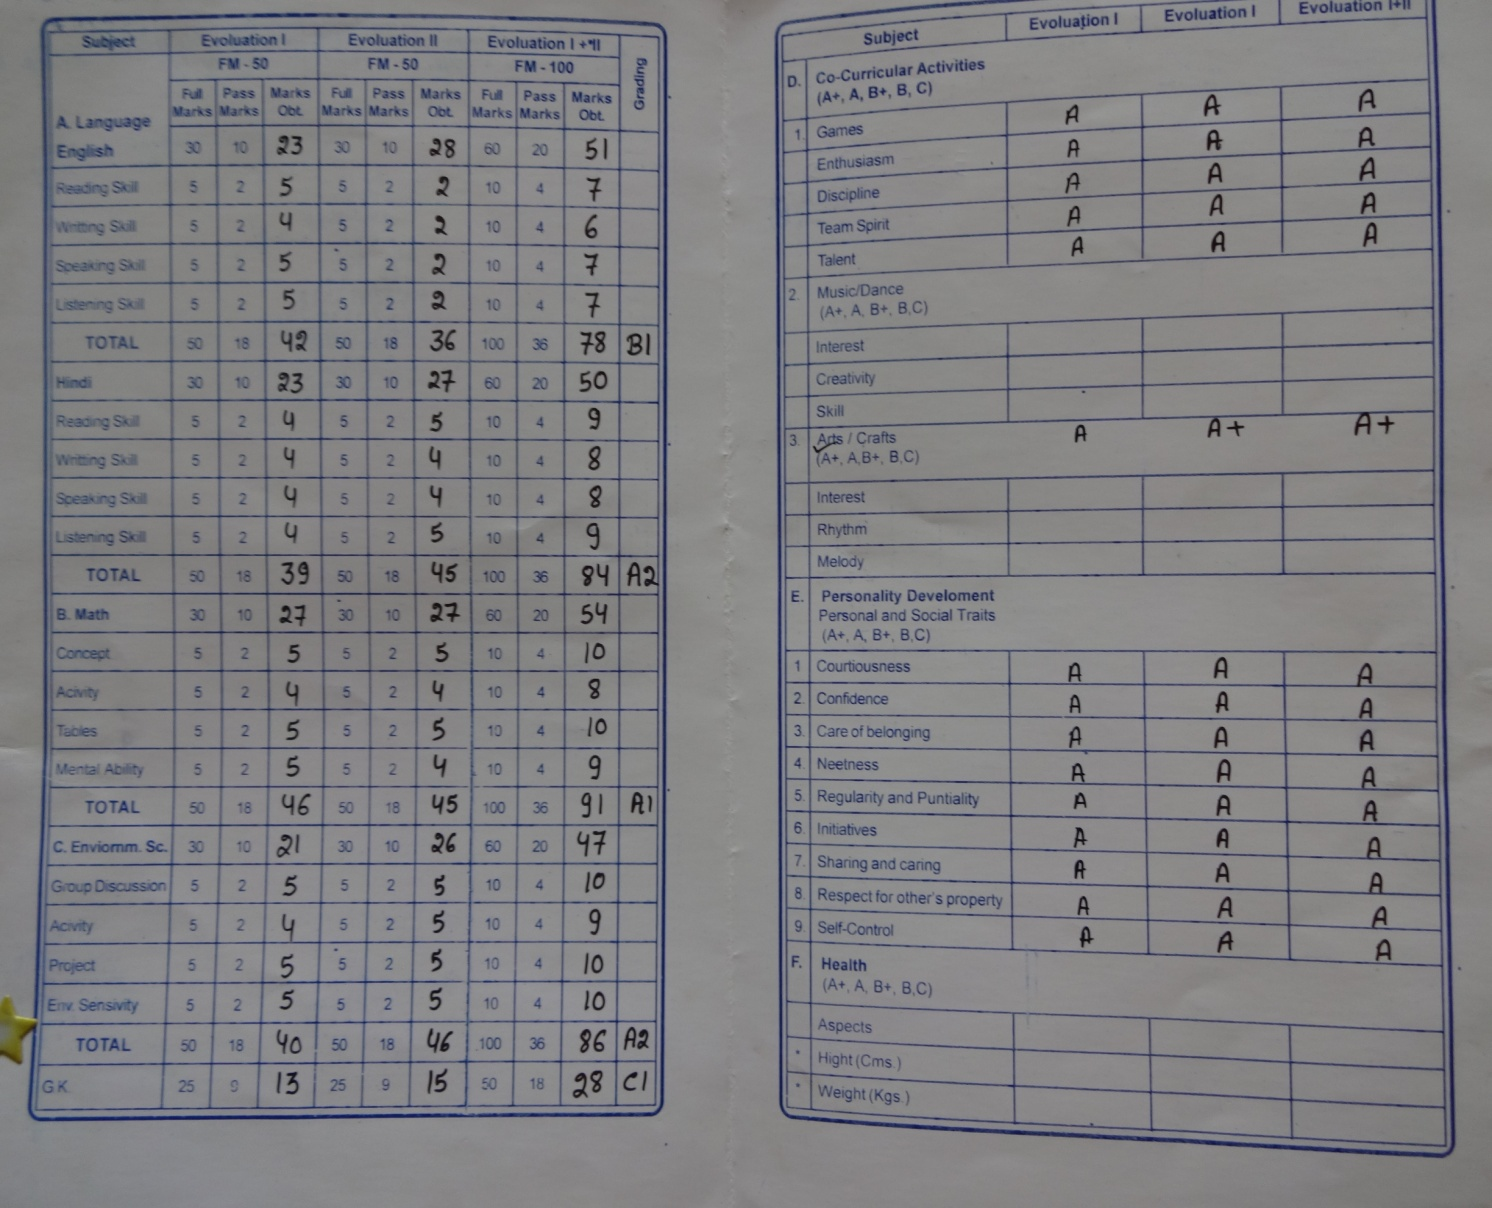 Subject Evoluation I Evoluation II Evoluation I +II Grading
FM - 50 FM - 50 FM - 100
A. Language Full Marks Pass Marks Marks Obt. Full Marks Pass Marks Marks Obt. Full Marks Pass Marks Marks Obt.
English 30 10 23 30 10 28 60 20 51
Reading Skill 5 2 5 5 2 2 10 4 7
Writting Skill 5 2 4 5 2 2 10 4 6
Speaking Skill 5 2 5 5 2 2 10 4 7
Listening Skill 5 2 5 5 2 2 10 4 7
TOTAL 50 18 42 50 18 36 100 36 78 B1
Hindi 30 10 23 30 10 27 60 20 50
Reading Skill 5 2 4 5 2 5 10 4 9
Writting Skill 5 2 4 5 2 4 10 4 8
Speaking Skill 5 2 4 5 2 4 10 4 8
Listening Skill 5 2 4 5 2 5 10 4 9
TOTAL 50 18 39 50 18 45 100 36 84 A2
B. Math 30 10 27 30 10 27 60 20 54
Concept 5 2 5 5 2 5 10 4 10
Acivity 5 2 4 5 2 4 10 4 8
Tables 5 2 5 5 2 5 10 4 10
Mental Ability 5 2 5 5 2 4 10 4 9
TOTAL 50 18 46 50 18 45 100 36 91 A1
C. Enviornm. Sc. 30 10 21 30 10 26 60 20 47
Group Discussion 5 2 5 5 2 5 10 4 10
Acivity 5 2 4 5 2 5 10 4 9
Project 5 2 5 5 2 5 10 4 10
Env. Sensivity 5 2 5 5 2 5 10 4 10
TOTAL 50 18 40 50 18 46 100 36 86 A2
G.K. 25 9 13 25 9 15 50 18 28 C1
Subject Evoluation I Evoluation I Evoluation I+II
D. Co-Curricular Activities
(A+, A, B+, B, C)
1. Games A A A
Enthusiasm A A A
Discipline A A A
Team Spirit A A A
Talent A A A
2. Music/Dance
(A+, A, B+, B,C)
Interest
Creativity
Skill
3. Arts / Crafts A A+ A+
(A+, A,B+, B,C)
Interest
Rhythm
Melody
E. Personality Develoment
Personal and Social Traits
(A+, A, B+, B,C)
1 Courtiousness A A A
2. Confidence A A A
3. Care of belonging A A A
4. Neetness A A A
5. Regularity and Puntiality A A A
6. Initiatives A A A
7. Sharing and caring A A A
8. Respect for other's property A A A
9. Self-Control A A A
F. Health
(A+, A, B+, B,C)
Aspects
* Hight (Cms.)
* Weight (Kgs.)